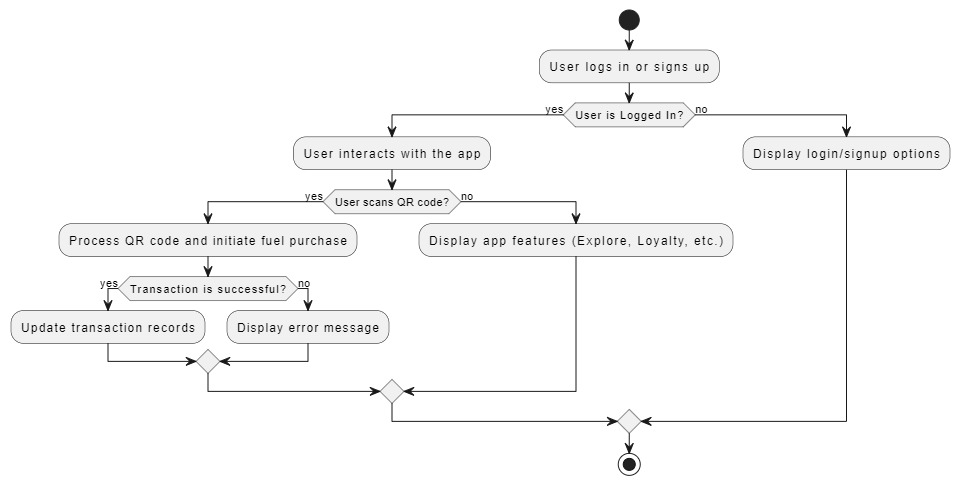 User logs in or signs up
yes
User is Logged In?
no
User interacts with the app
Display login/signup options
yes
User scans QR code?
no
Process QR code and initiate fuel purchase
Display app features (Explore, Loyalty, etc.)
yes
Transaction is successful?
no
Update transaction records
Display error message